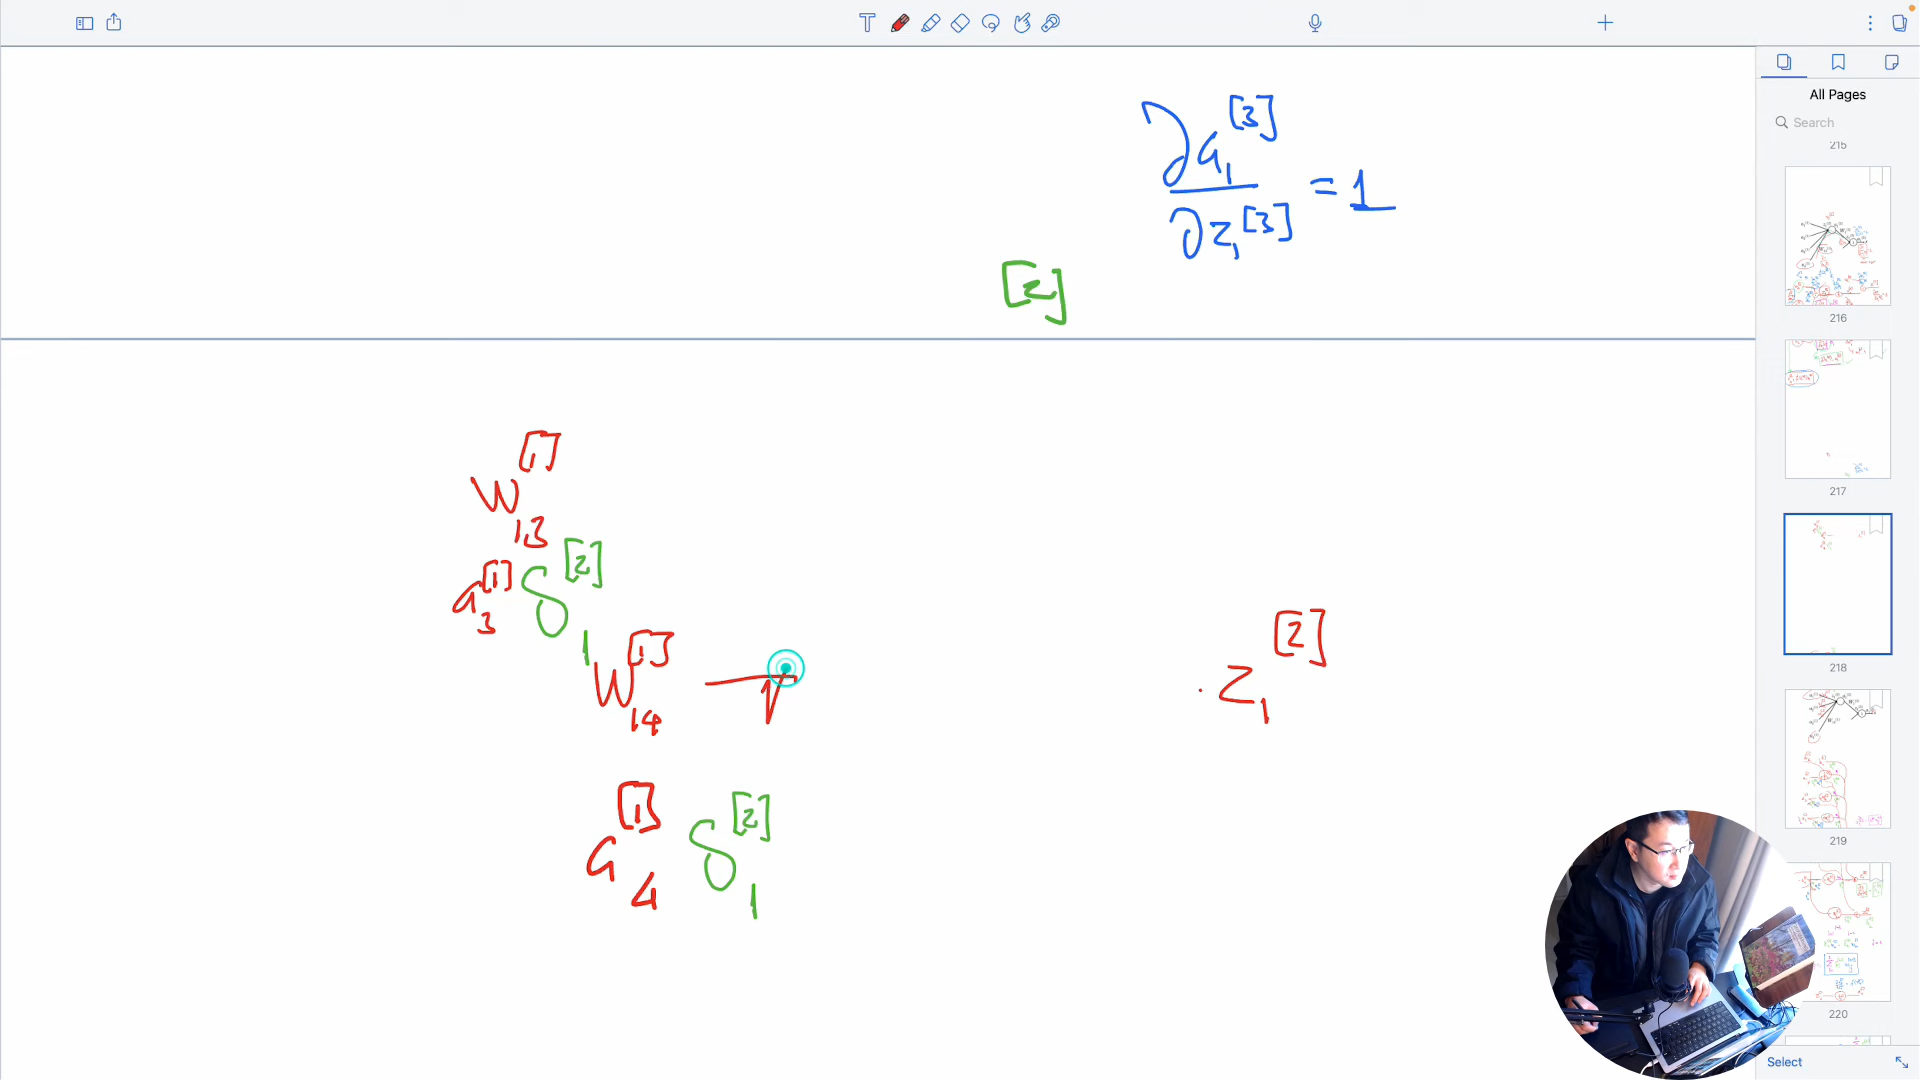 All Pages
Search
215
∂a₁^[3]
∂z₁^[3]
= 1
[2]
216
217
w₁₃^[1]
a₃^[1] δ₁^[2]
w₁₄^[1]
z₁^[2]
218
a₄^[1] δ₁^[2]
219
220
Select